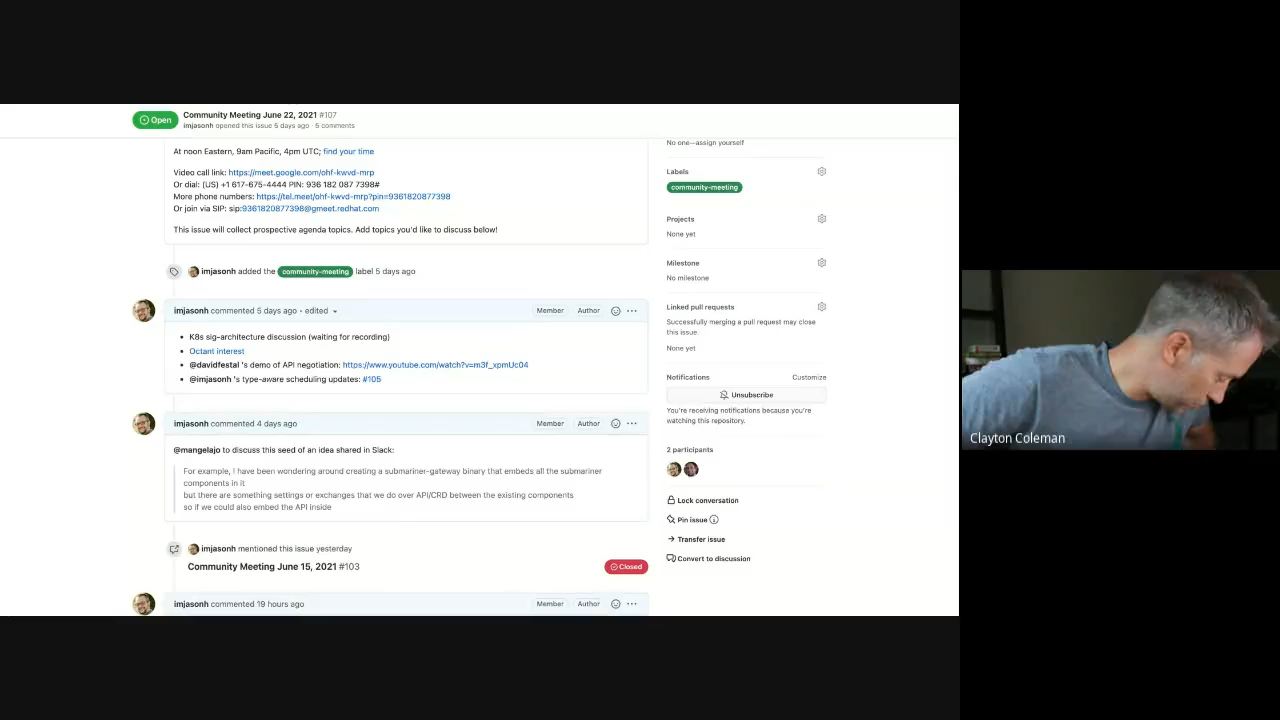 Open
Community Meeting June 22, 2021 #107
imjasonh opened this issue 5 days ago · 5 comments
At noon Eastern, 9am Pacific, 4pm UTC; find your time
Video call link: https://meet.google.com/ohf-kwvd-mrp
Or dial: (US) +1 617-675-4444 PIN: 936 182 087 7398#
More phone numbers: https://tel.meet/ohf-kwvd-mrp?pin=9361820877398
Or join via SIP: sip:9361820877398@gmeet.redhat.com
This issue will collect prospective agenda topics. Add topics you'd like to discuss below!
imjasonh added the community-meeting label 5 days ago
imjasonh commented 5 days ago • edited
Member Author
K8s sig-architecture discussion (waiting for recording)
Octant interest
@davidfestal 's demo of API negotiation: https://www.youtube.com/watch?v=m3f_xpmUc04
@imjasonh 's type-aware scheduling updates: #105
imjasonh commented 4 days ago
Member Author
@mangelajo to discuss this seed of an idea shared in Slack:
For example, I have been wondering around creating a submariner-gateway binary that embeds all the submariner
components in it
but there are something settings or exchanges that we do over API/CRD between the existing components
so if we could also embed the API inside
imjasonh mentioned this issue yesterday
Community Meeting June 15, 2021 #103
Closed
imjasonh commented 19 hours ago
Member Author
No one—assign yourself
Labels
community-meeting
Projects
None yet
Milestone
No milestone
Linked pull requests
Successfully merging a pull request may close
this issue.
None yet
Notifications
Customize
Unsubscribe
You're receiving notifications because you're
watching this repository.
2 participants
Lock conversation
Pin issue
Transfer issue
Convert to discussion
Clayton Coleman